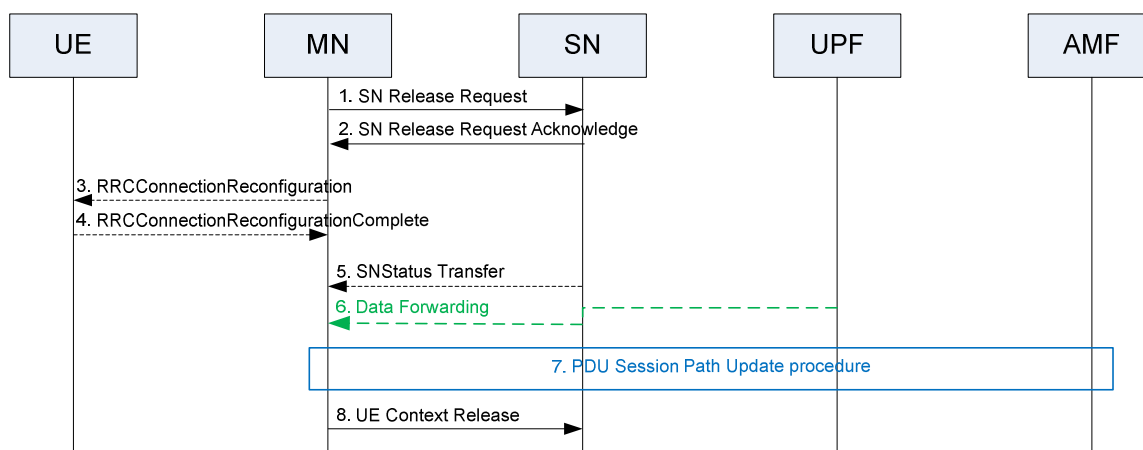 UE MN SN UPF AMF
1. SN Release Request
2. SN Release Request Acknowledge
3. RRCConnectionReconfiguration
4. RRCConnectionReconfigurationComplete
5. SNStatus Transfer
6. Data Forwarding
7. PDU Session Path Update procedure
8. UE Context Release